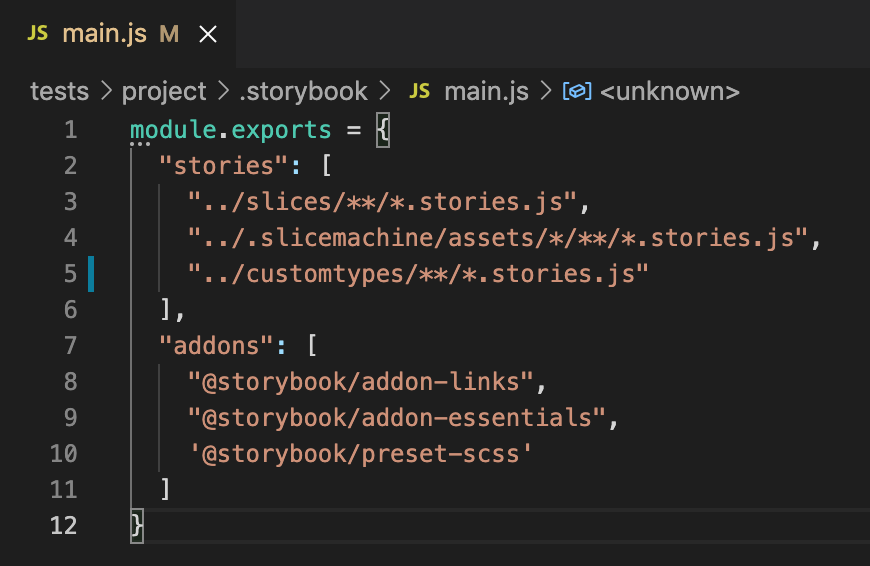 JS main.js M ×
tests > project > .storybook > JS main.js > <unknown>
1 module.exports = {
2   "stories": [
3     "../slices/**/*.stories.js",
4     "../.slicemachine/assets/*/**/*.stories.js",
5     "../customtypes/**/*.stories.js"
6   ],
7   "addons": [
8     "@storybook/addon-links",
9     "@storybook/addon-essentials",
10     '@storybook/preset-scss'
11   ]
12 }